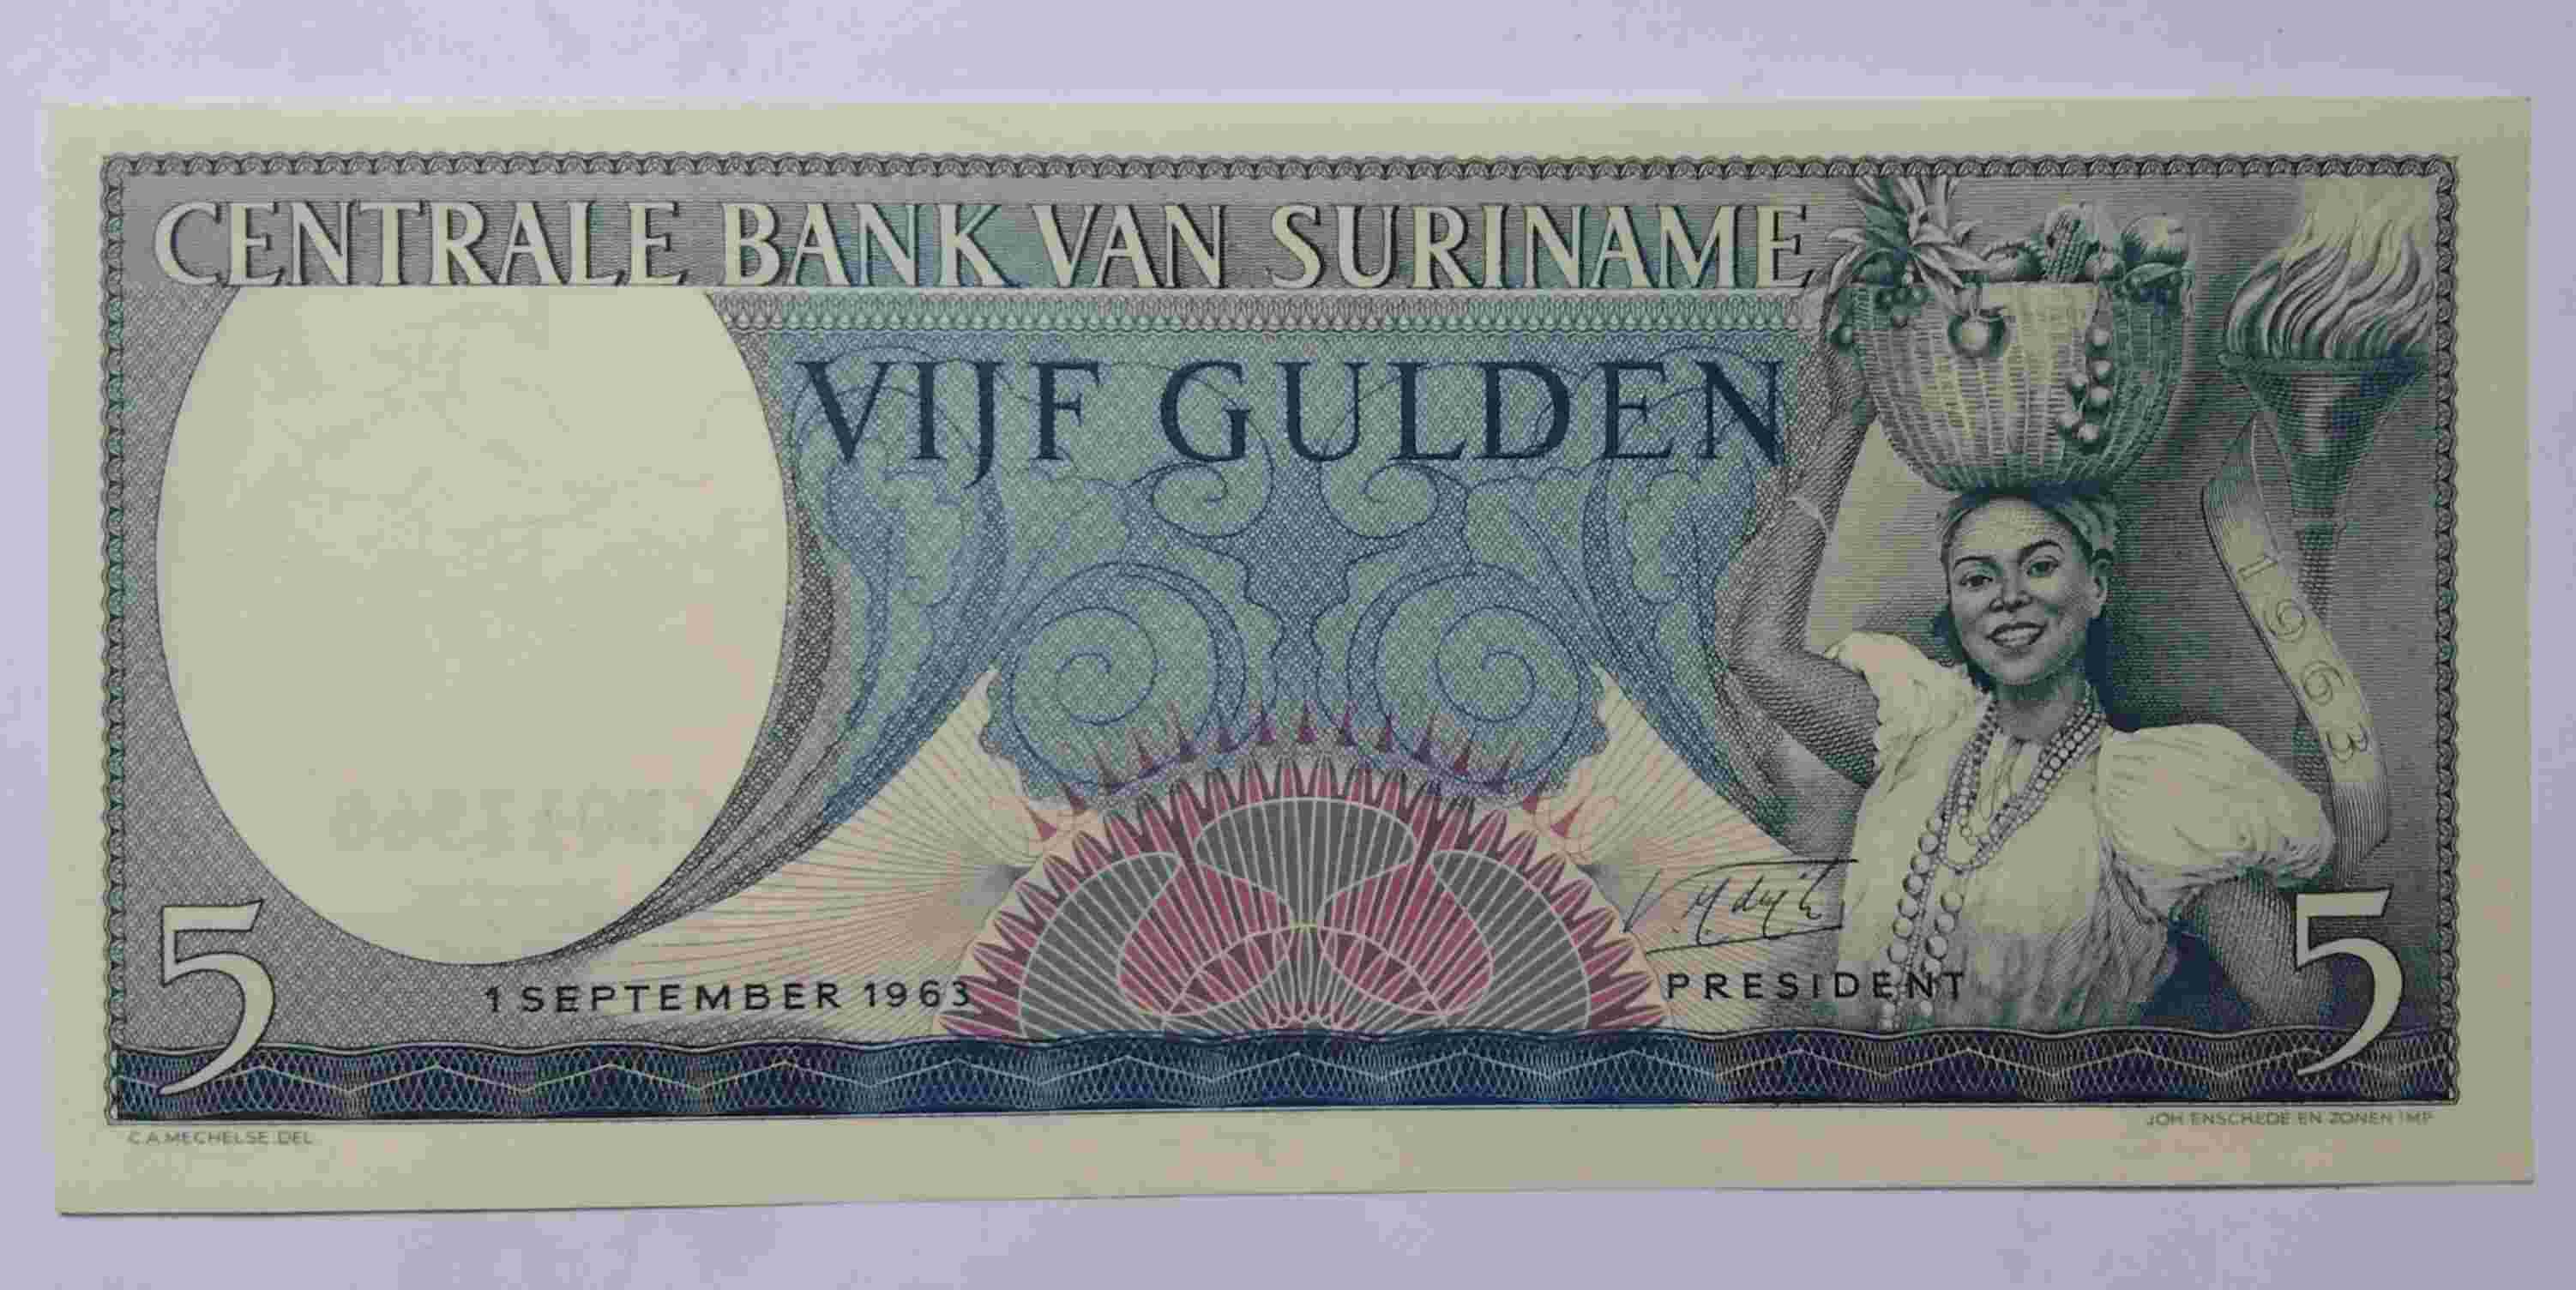 CENTRALE BANK VAN SURINAME
VIJF GULDEN
1963
5
1 SEPTEMBER 1963
PRESIDENT
5
C.A. MECHELSE DEL.
JOH. ENSCHEDÉ EN ZONEN IMP.